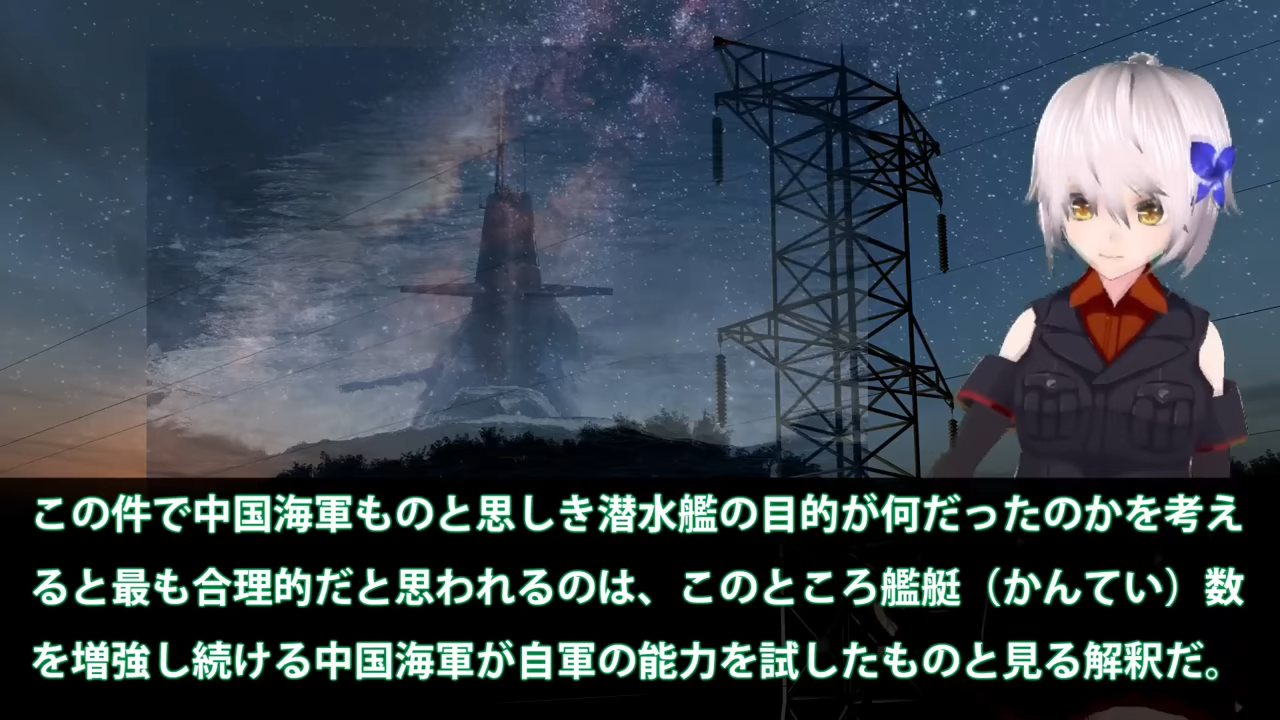 この件で中国海軍ものと思しき潜水艦の目的が何だったのかを考え
ると最も合理的だと思われるのは、このところ艦艇（かんてい）数
を増強し続ける中国海軍が自軍の能力を試したものと見る解釈だ。